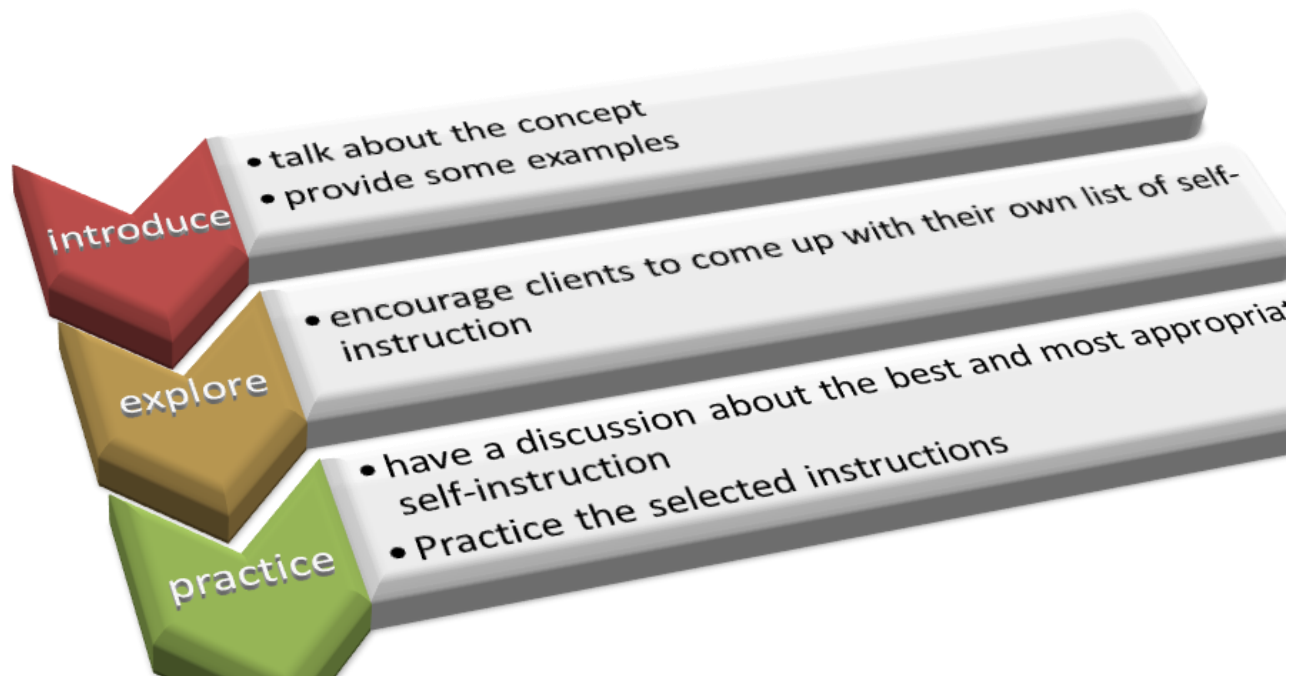 introduce
• talk about the concept
• provide some examples
explore
• encourage clients to come up with their own list of self-
instruction
practice
• have a discussion about the best and most appropriat
self-instruction
• Practice the selected instructions